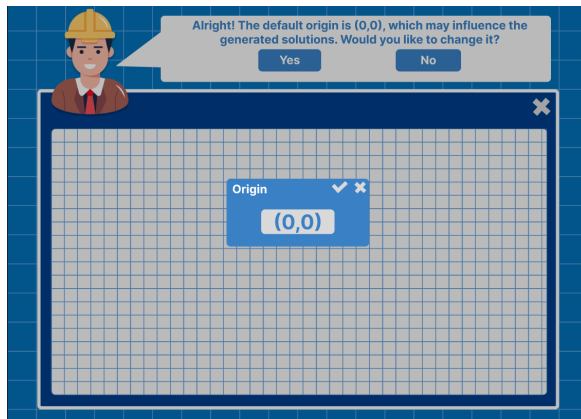 Alright! The default origin is (0,0), which may influence the
generated solutions. Would you like to change it?
Yes
No
Origin
(0,0)